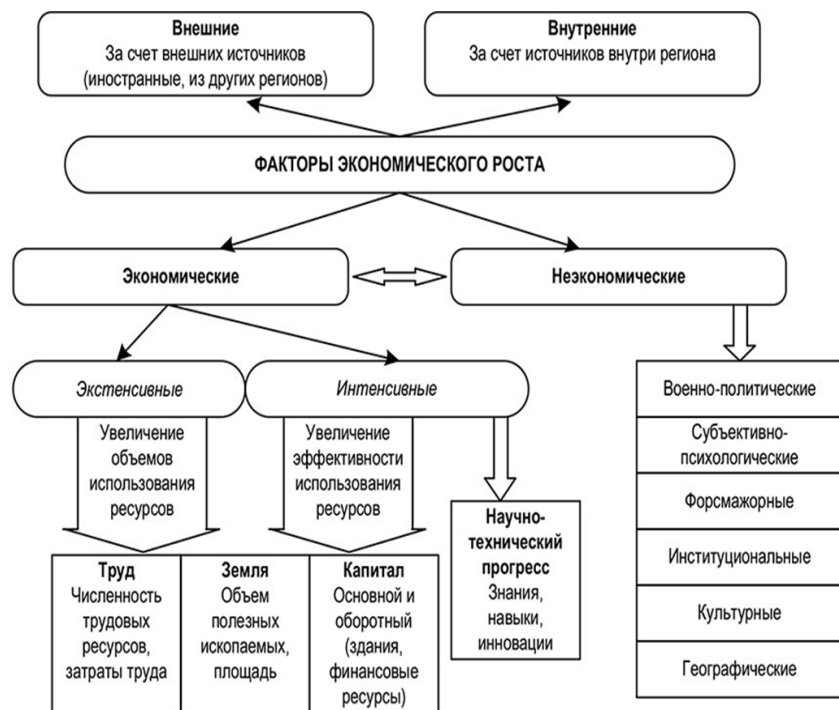 Внешние
За счет внешних источников
(иностранные, из других регионов)
Внутренние
За счет источников внутри региона
ФАКТОРЫ ЭКОНОМИЧЕСКОГО РОСТА
Экономические
Неэкономические
Экстенсивные
Интенсивные
Увеличение
объемов
использования
ресурсов
Увеличение
эффективности
использования
ресурсов
Труд
Численность
трудовых
ресурсов,
затраты труда
Земля
Объем
полезных
ископаемых,
площадь
Капитал
Основной и
оборотный
(здания,
финансовые
ресурсы)
Научно-
технический
прогресс
Знания,
навыки,
инновации
Военно-политические
Субъективно-
психологические
Форсмажорные
Институциональные
Культурные
Географические